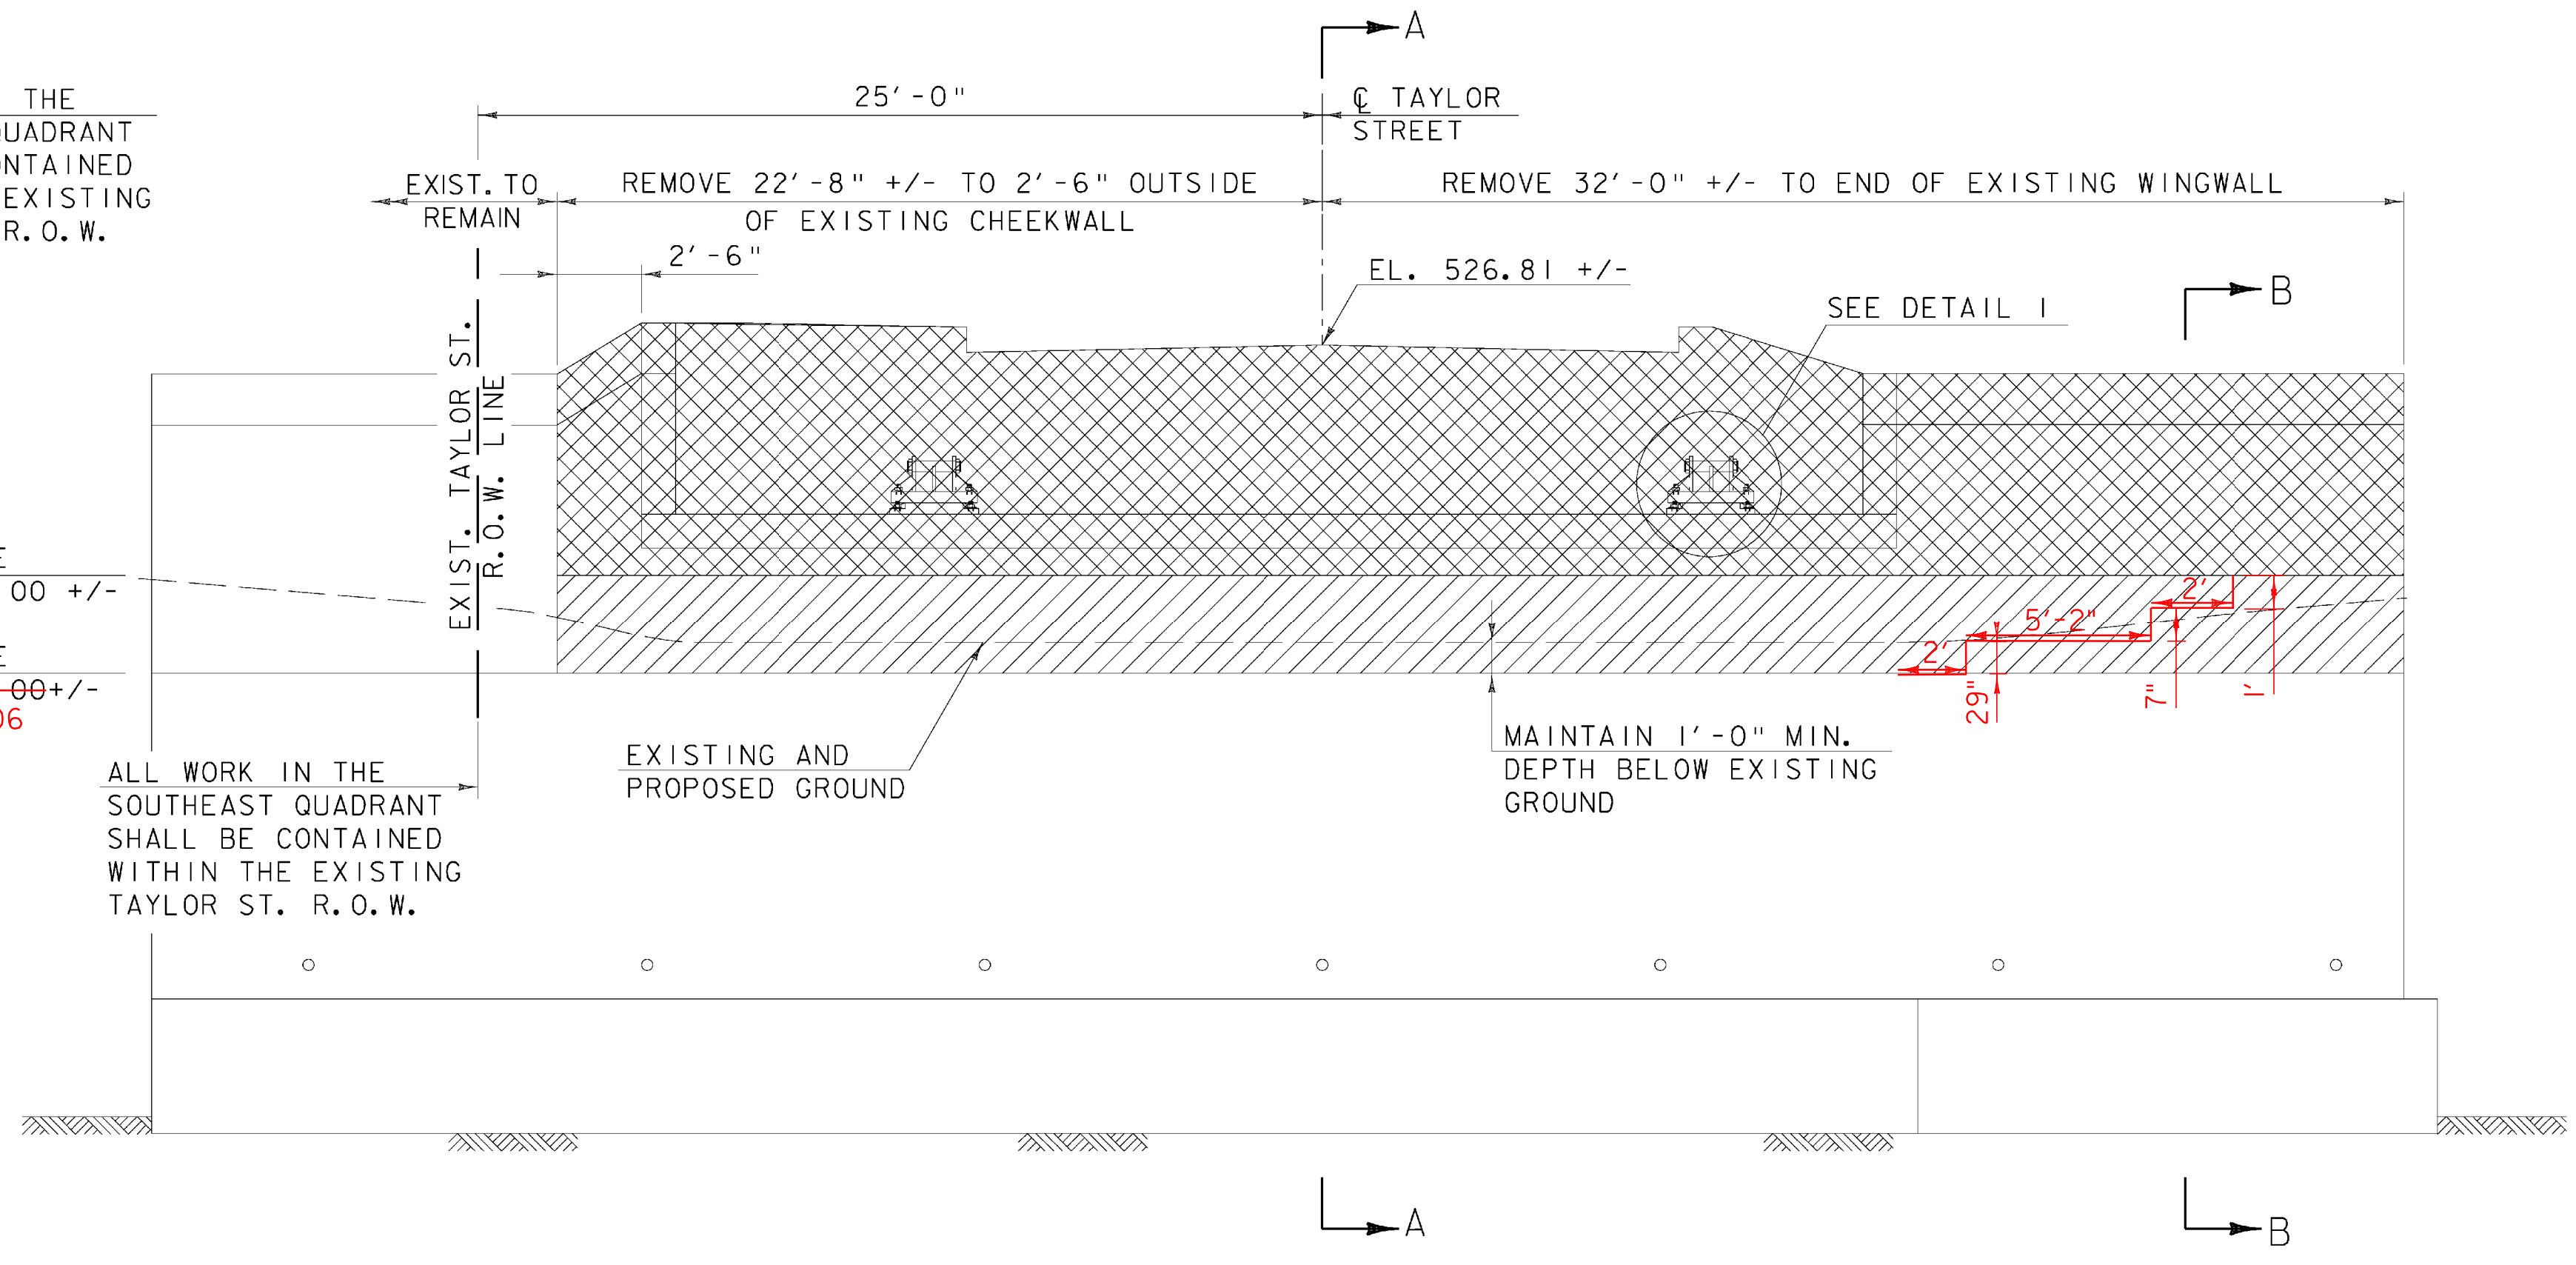 A
THE
QUADRANT
CONTAINED
EXISTING
R.O.W.
25'-0"
℄ TAYLOR
STREET
EXIST. TO
REMAIN
REMOVE 22'-8" +/- TO 2'-6" OUTSIDE
OF EXISTING CHEEKWALL
REMOVE 32'-0" +/- TO END OF EXISTING WINGWALL
2'-6"
EL. 526.81 +/-
SEE DETAIL 1
B
EXIST. TAYLOR ST.
R.O.W. LINE
E
00 +/-
E
00+/-
06
2'
5'-2"
2'
29"
7"
1'
EXISTING AND
PROPOSED GROUND
MAINTAIN 1'-0" MIN.
DEPTH BELOW EXISTING
GROUND
ALL WORK IN THE
SOUTHEAST QUADRANT
SHALL BE CONTAINED
WITHIN THE EXISTING
TAYLOR ST. R.O.W.
A
B